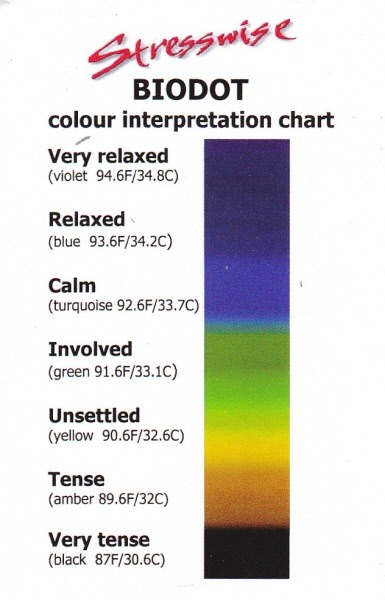 Stresswise
BIODOT
colour interpretation chart
Very relaxed
(violet 94.6F/34.8C)
Relaxed
(blue 93.6F/34.2C)
Calm
(turquoise 92.6F/33.7C)
Involved
(green 91.6F/33.1C)
Unsettled
(yellow 90.6F/32.6C)
Tense
(amber 89.6F/32C)
Very tense
(black 87F/30.6C)